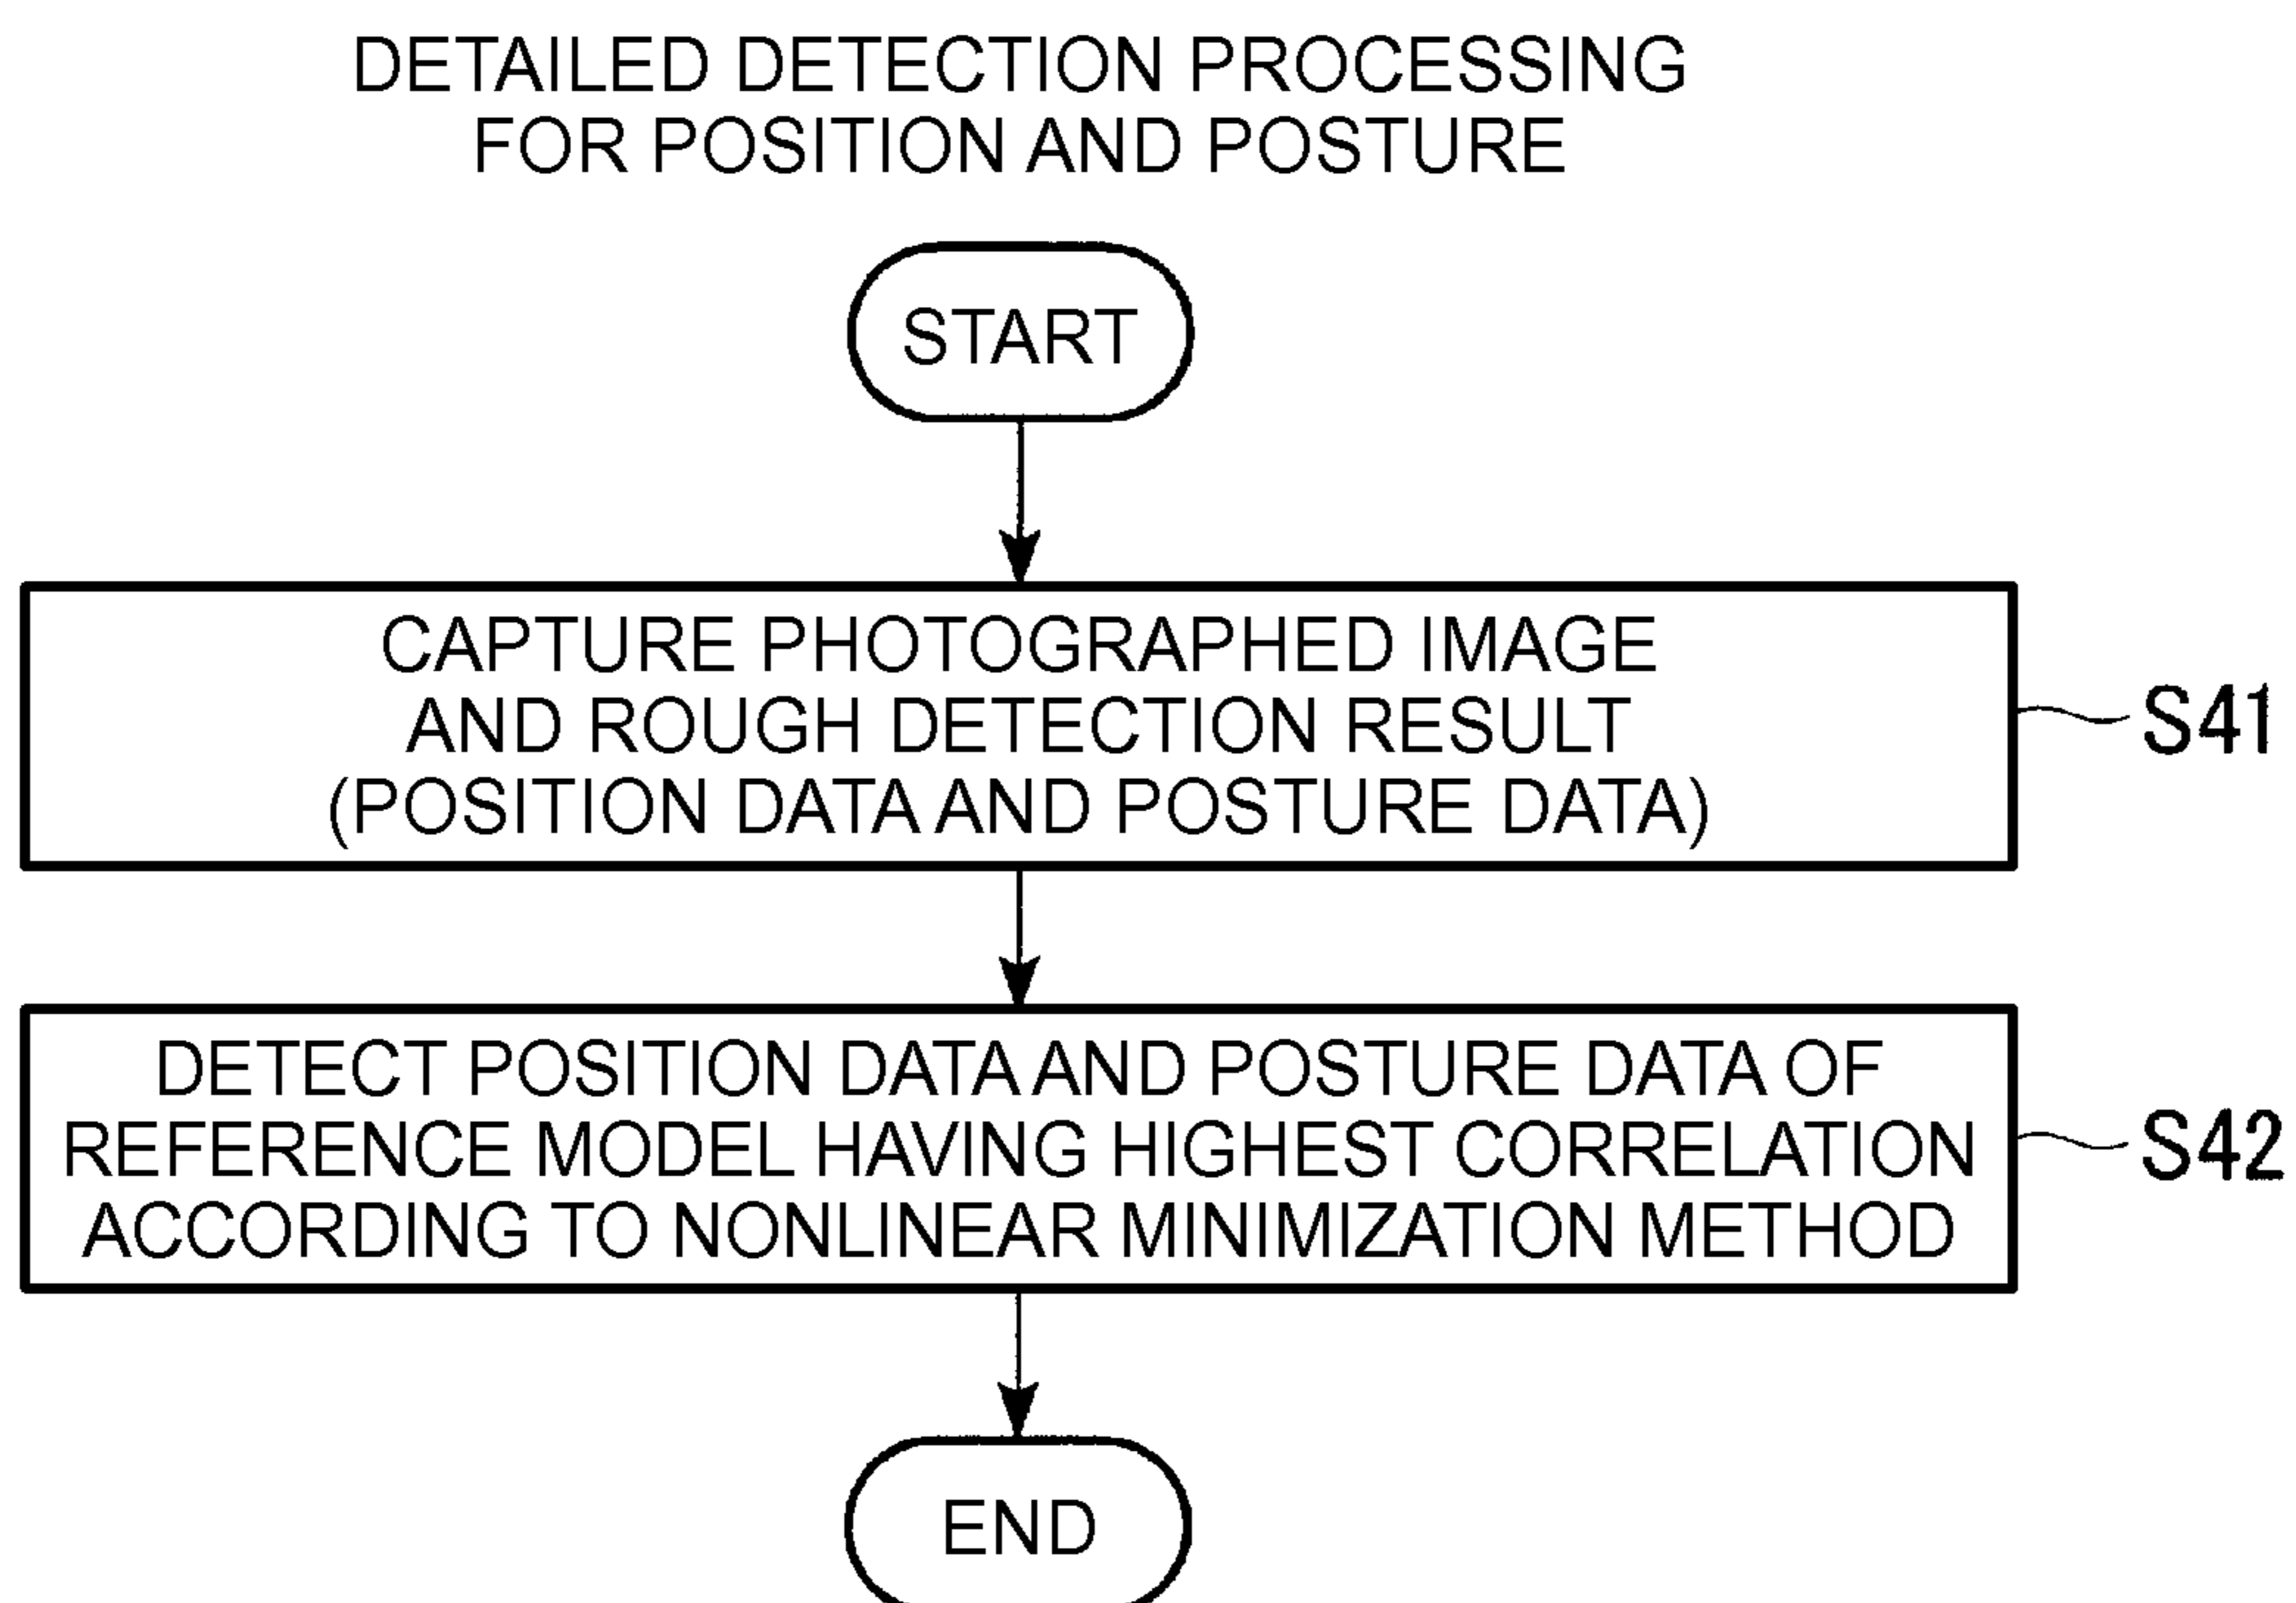 DETAILED DETECTION PROCESSING
FOR POSITION AND POSTURE
START
CAPTURE PHOTOGRAPHED IMAGE
AND ROUGH DETECTION RESULT
(POSITION DATA AND POSTURE DATA)
S41
DETECT POSITION DATA AND POSTURE DATA OF
REFERENCE MODEL HAVING HIGHEST CORRELATION
ACCORDING TO NONLINEAR MINIMIZATION METHOD
S42
END